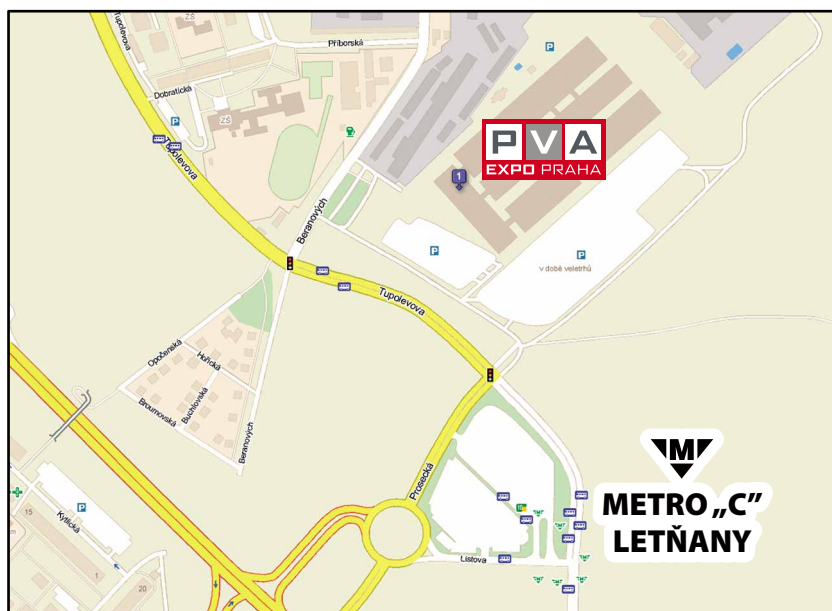 Tupolevova
ZŠ
Příborská
P
Dobratická
P
ZŠ
Tupolevova
PVA
EXPO PRAHA
1
Beranových
P
P
v době veletrhů
Tupolevova
Opočenská
Hořická
Buchlovská
Broumovská
Beranových
Prosecká
M
METRO „C”
LETŇANY
P
Kytlická
15
1
20
Listova